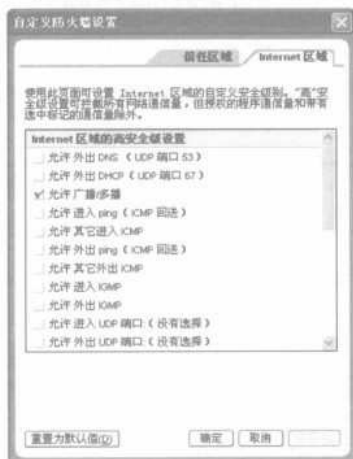 自定义防火墙设置
信任区域 Internet 区域
使用此页面可设置 Internet 区域的自定义安全级别。“高”安
全级设置可拦截所有网络通信量，但授权的程序通信量和带有
选中标记的通信量除外。
Internet 区域的高安全级设置
允许 外出 DNS （ UDP 端口 53 ）
允许 外出 DHCP （ UDP 端口 67 ）
允许 广播/多播
允许 进入 ping （ ICMP 回送 ）
允许 其它进入 ICMP
允许 外出 ping （ ICMP 回送 ）
允许 其它外出 ICMP
允许 进入 IGMP
允许 外出 IGMP
允许 进入 UDP 端口：（ 没有选择 ）
允许 外出 UDP 端口：（ 没有选择 ）
重置为默认值(D) 确定 取消